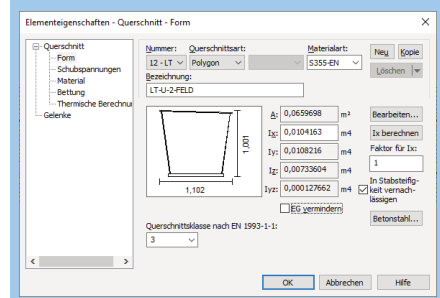 Elementeigenschaften - Querschnitt - Form
Querschnitt
Form
Schubspannungen
Material
Bettung
Thermische Berechnu
Gelenke
Nummer: Querschnittsart: Materialart:
12 - LT Polygon S355-EN
Neu Kopie
Löschen
Bezeichnung:
LT-U-2-FELD
1,001
1,102
A: 0,0659698 m²
Ix: 0,0104163 m4
Iy: 0,0108216 m4
Iz: 0,00733604 m4
Iyz: 0,000127662 m4
EG vermindern
Bearbeiten...
Ix berechnen
Faktor für Ix:
1
In Stabsteifig-
keit vernach-
lässigen
Betonstahl...
Querschnittsklasse nach EN 1993-1-1:
3
OK Abbrechen Hilfe